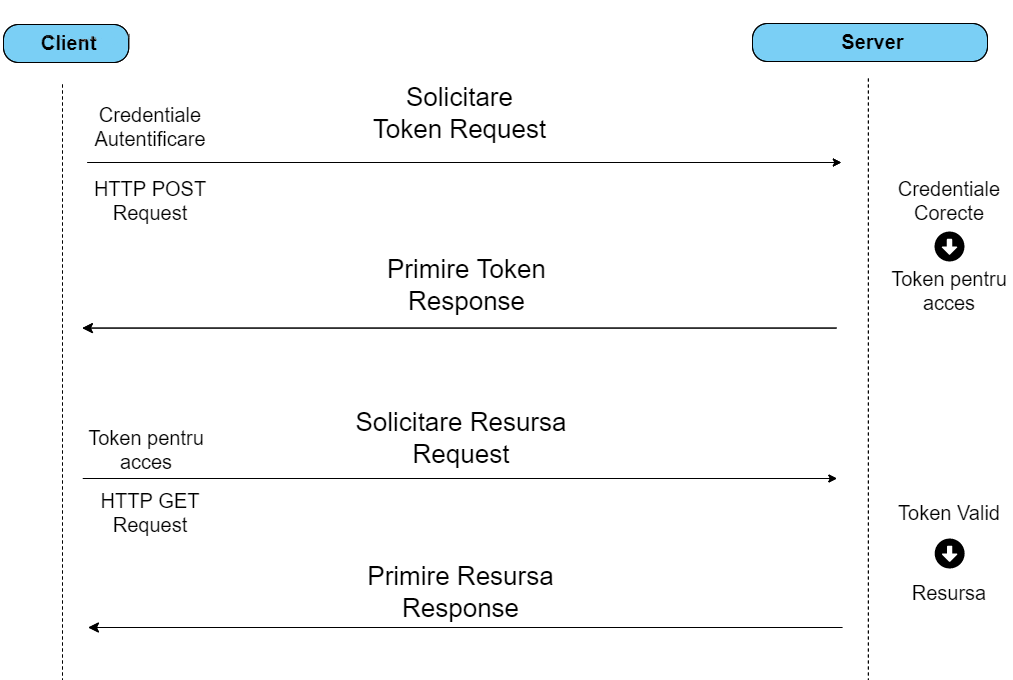 Client
Server
Solicitare
Token Request
Credentiale
Autentificare
HTTP POST
Request
Credentiale
Corecte
Token pentru
acces
Primire Token
Response
Solicitare Resursa
Request
Token pentru
acces
HTTP GET
Request
Token Valid
Resursa
Primire Resursa
Response